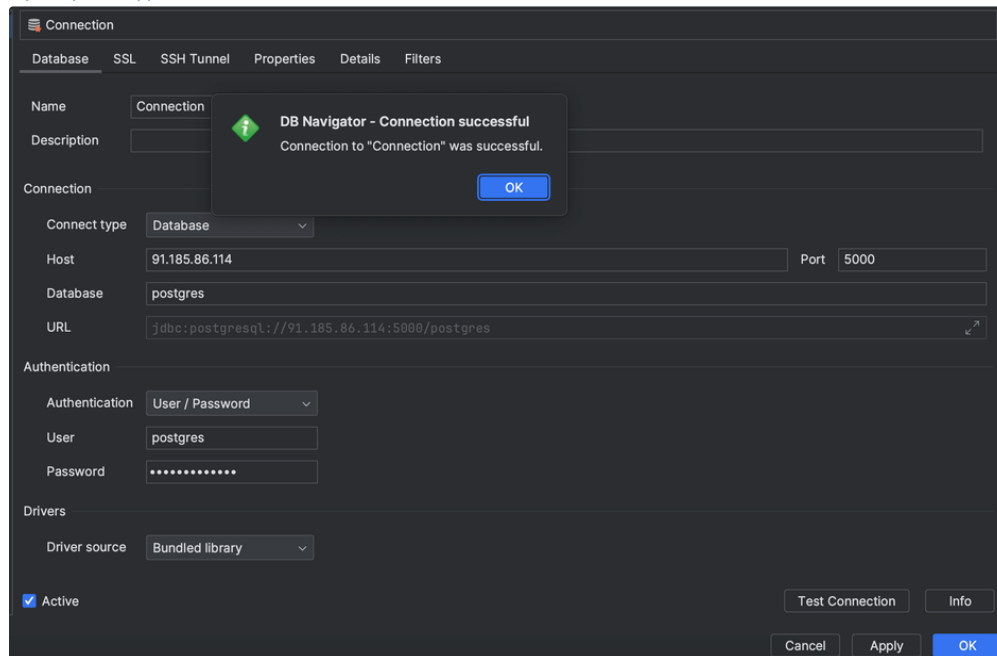 Connection
Database SSL SSH Tunnel Properties Details Filters
Name Connection
DB Navigator - Connection successful
Connection to "Connection" was successful.
OK
Description
Connection
Connect type Database
Host 91.185.86.114 Port 5000
Database postgres
URL jdbc:postgresql://91.185.86.114:5000/postgres
Authentication
Authentication User / Password
User postgres
Password •••••••••••••
Drivers
Driver source Bundled library
Active Test Connection Info
Cancel Apply OK